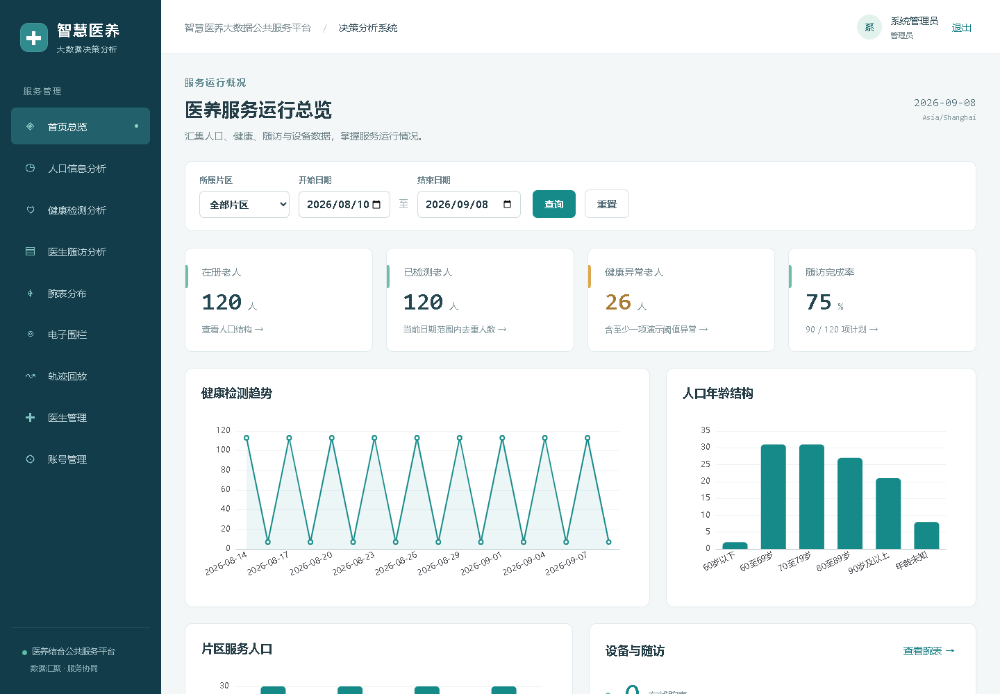 智慧医养
大数据决策分析
服务管理
首页总览
人口信息分析
健康检测分析
医生随访分析
腕表分布
电子围栏
轨迹回放
医生管理
账号管理
医养结合公共服务平台
数据汇聚 · 服务协同
智慧医养大数据公共服务平台 / 决策分析系统
系
系统管理员
管理员
退出
服务运行概况
医养服务运行总览
汇集人口、健康、随访与设备数据，掌握服务运行情况。
2026-09-08
Asia/Shanghai
所属片区
开始日期
结束日期
全部片区
2026/08/10
至
2026/09/08
查询
重置
在册老人
120 人
查看人口结构 →
已检测老人
120 人
当前日期范围内去重人数 →
健康异常老人
26 人
含至少一项演示阈值异常 →
随访完成率
75 %
90 / 120 项计划 →
健康检测趋势
120
100
80
60
40
20
0
2026-08-14
2026-08-17
2026-08-20
2026-08-23
2026-08-26
2026-08-29
2026-09-01
2026-09-04
2026-09-07
人口年龄结构
35
30
25
20
15
10
5
0
60岁以下
60至69岁
70至79岁
80至89岁
90岁及以上
年龄未知
片区服务人口
30
设备与随访
查看腕表 →
0 在线腕表